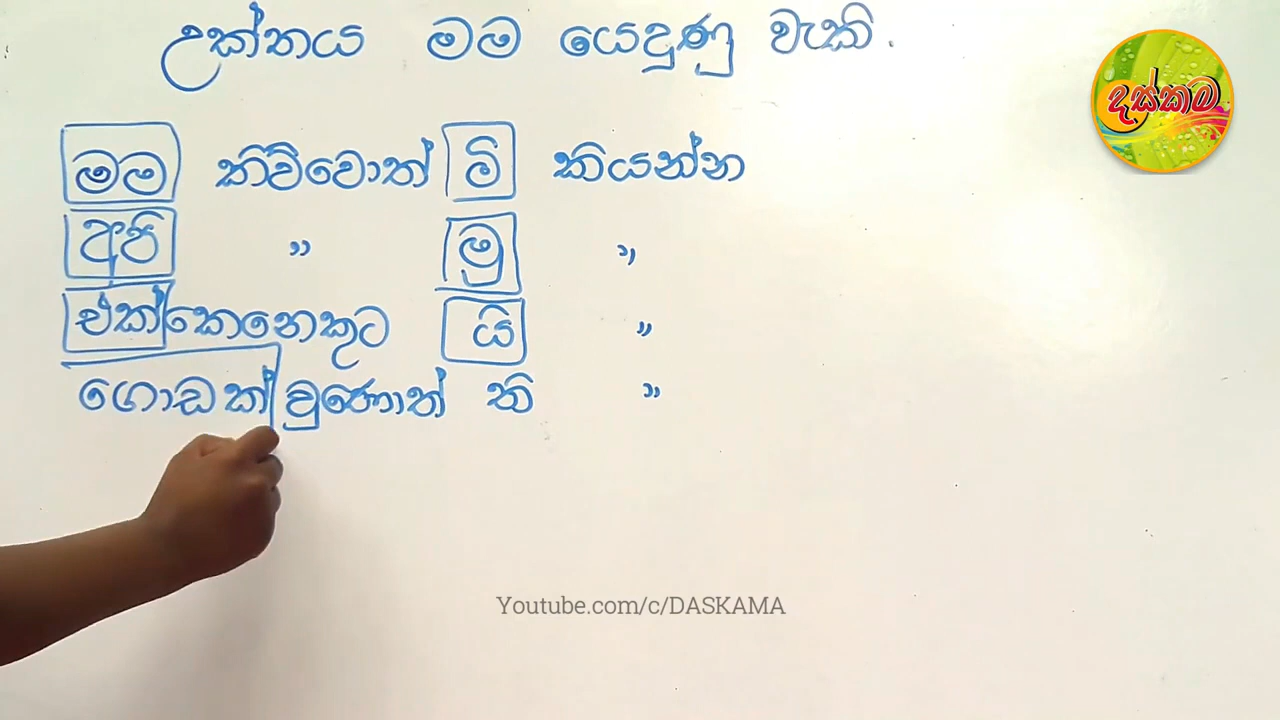 උක්තය මම යෙදුණු වැකි.
දස්කම
මම කිව්වොත් මි කියන්න
අපි " මු "
එක් කෙනෙකුට යි "
ගොඩක් වුණොත් ති "
Youtube.com/c/DASKAMA